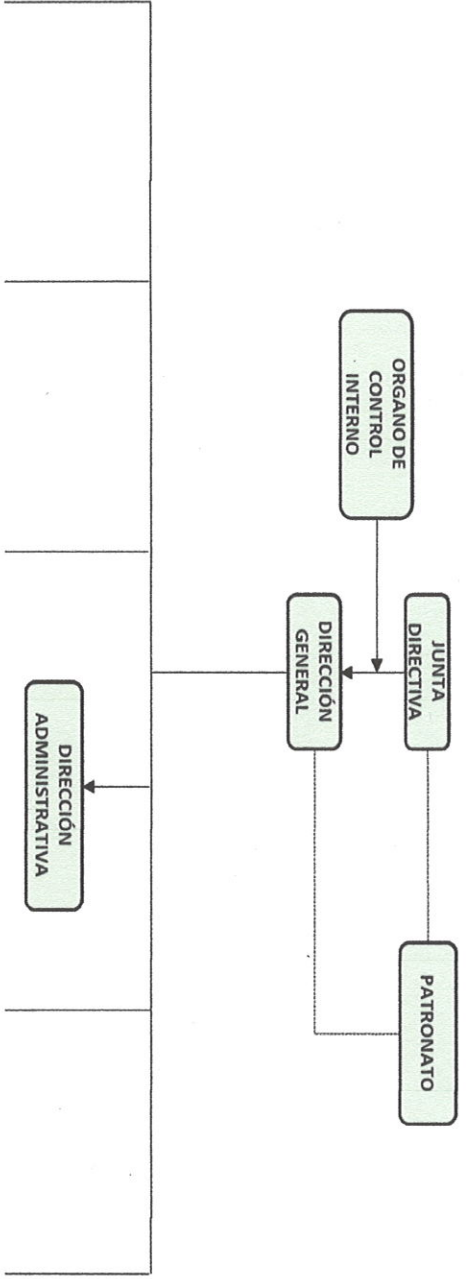 JUNTA
DIRECTIVA
PATRONATO
ORGANO DE
CONTROL
INTERNO
DIRECCIÓN
GENERAL
DIRECCIÓN
ADMINISTRATIVA